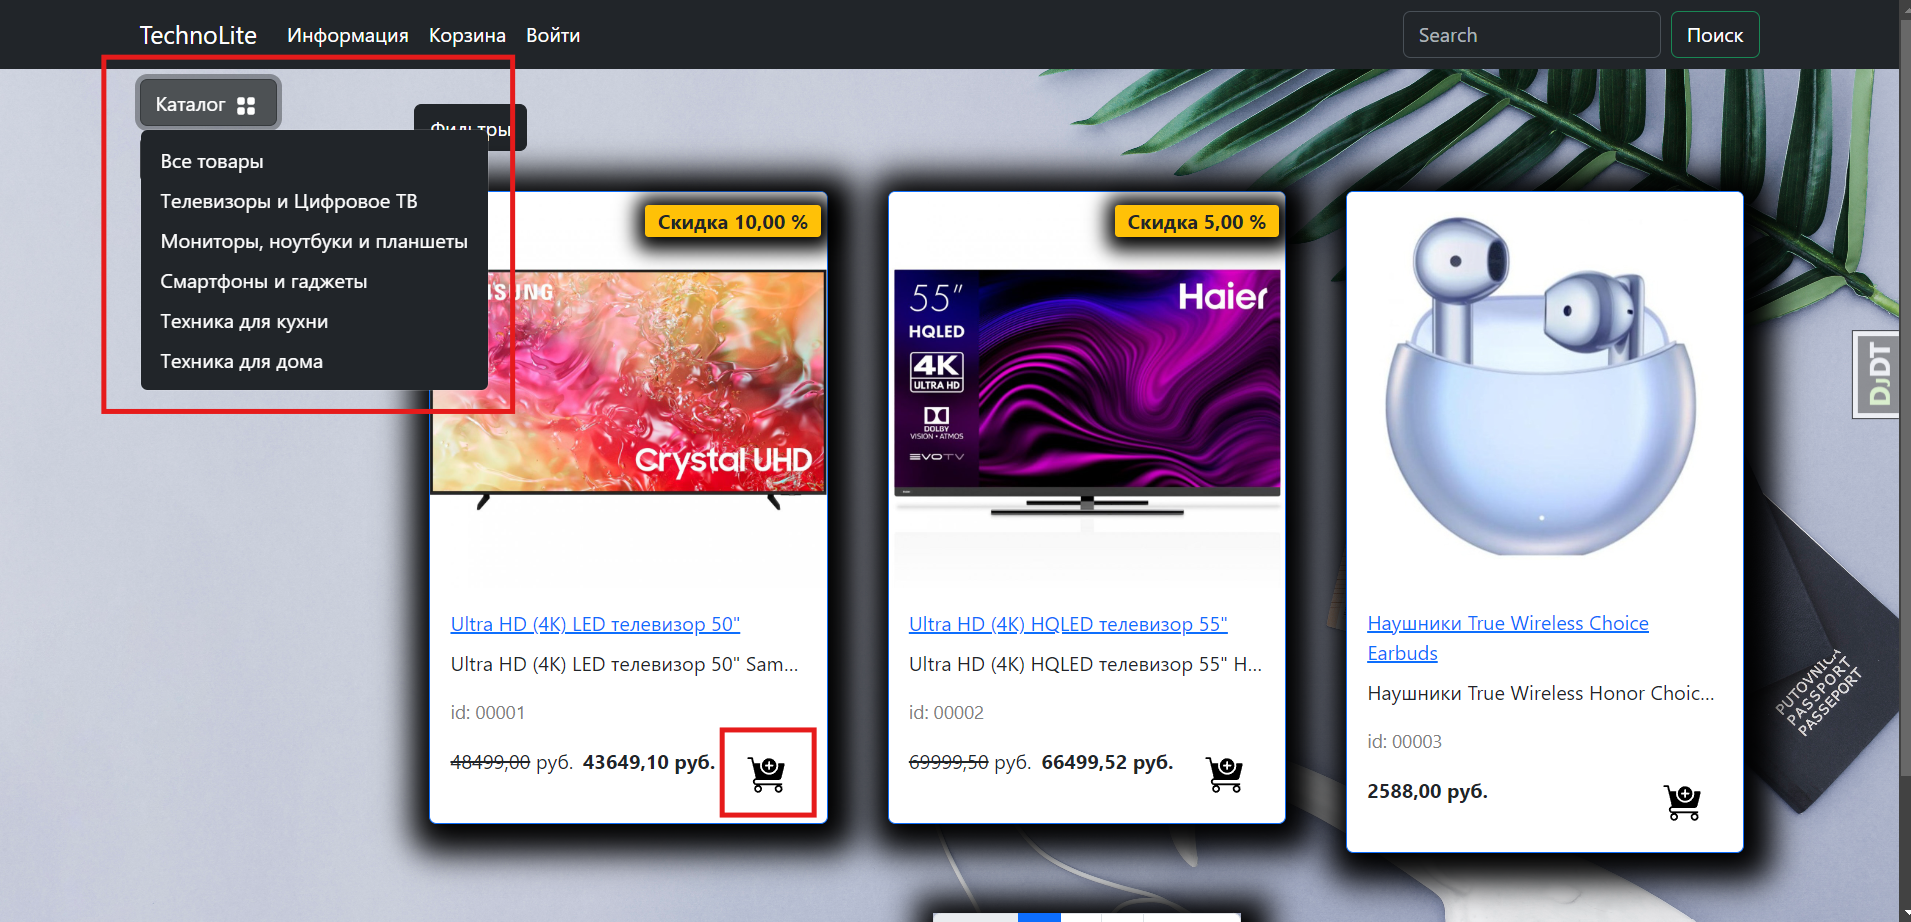 TechnoLite Информация Корзина Войти Search Поиск
Каталог
Фильтры
Все товары
Телевизоры и Цифровое ТВ
Мониторы, ноутбуки и планшеты
Смартфоны и гаджеты
Техника для кухни
Техника для дома
Скидка 10,00 %
Crystal UHD
Ultra HD (4K) LED телевизор 50"
Ultra HD (4K) LED телевизор 50" Sam...
id: 00001
48499,00 руб. 43649,10 руб.
Скидка 5,00 %
55"
Haier
HQLED
4K
ULTRA HD
DOLBY
VISION·ATMOS
EVOTV
Ultra HD (4K) HQLED телевизор 55"
Ultra HD (4K) HQLED телевизор 55" H...
id: 00002
69999,50 руб. 66499,52 руб.
Наушники True Wireless Choice
Earbuds
Наушники True Wireless Honor Choic...
id: 00003
2588,00 руб.
DJDT
PUTOVNICA
PASSPORT
PASSEPORT